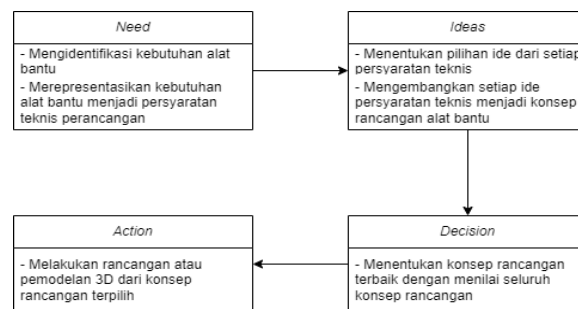 Need
- Mengidentifikasi kebutuhan alat
bantu
- Merepresentasikan kebutuhan
alat bantu menjadi persyaratan
teknis perancangan
Ideas
- Menentukan pilihan ide dari setiap
persyaratan teknis
- Mengembangkan setiap ide
persyaratan teknis menjadi konsep
rancangan alat bantu
Action
- Melakukan rancangan atau
pemodelan 3D dari konsep
rancangan terpilih
Decision
- Menentukan konsep rancangan
terbaik dengan menilai seluruh
konsep rancangan